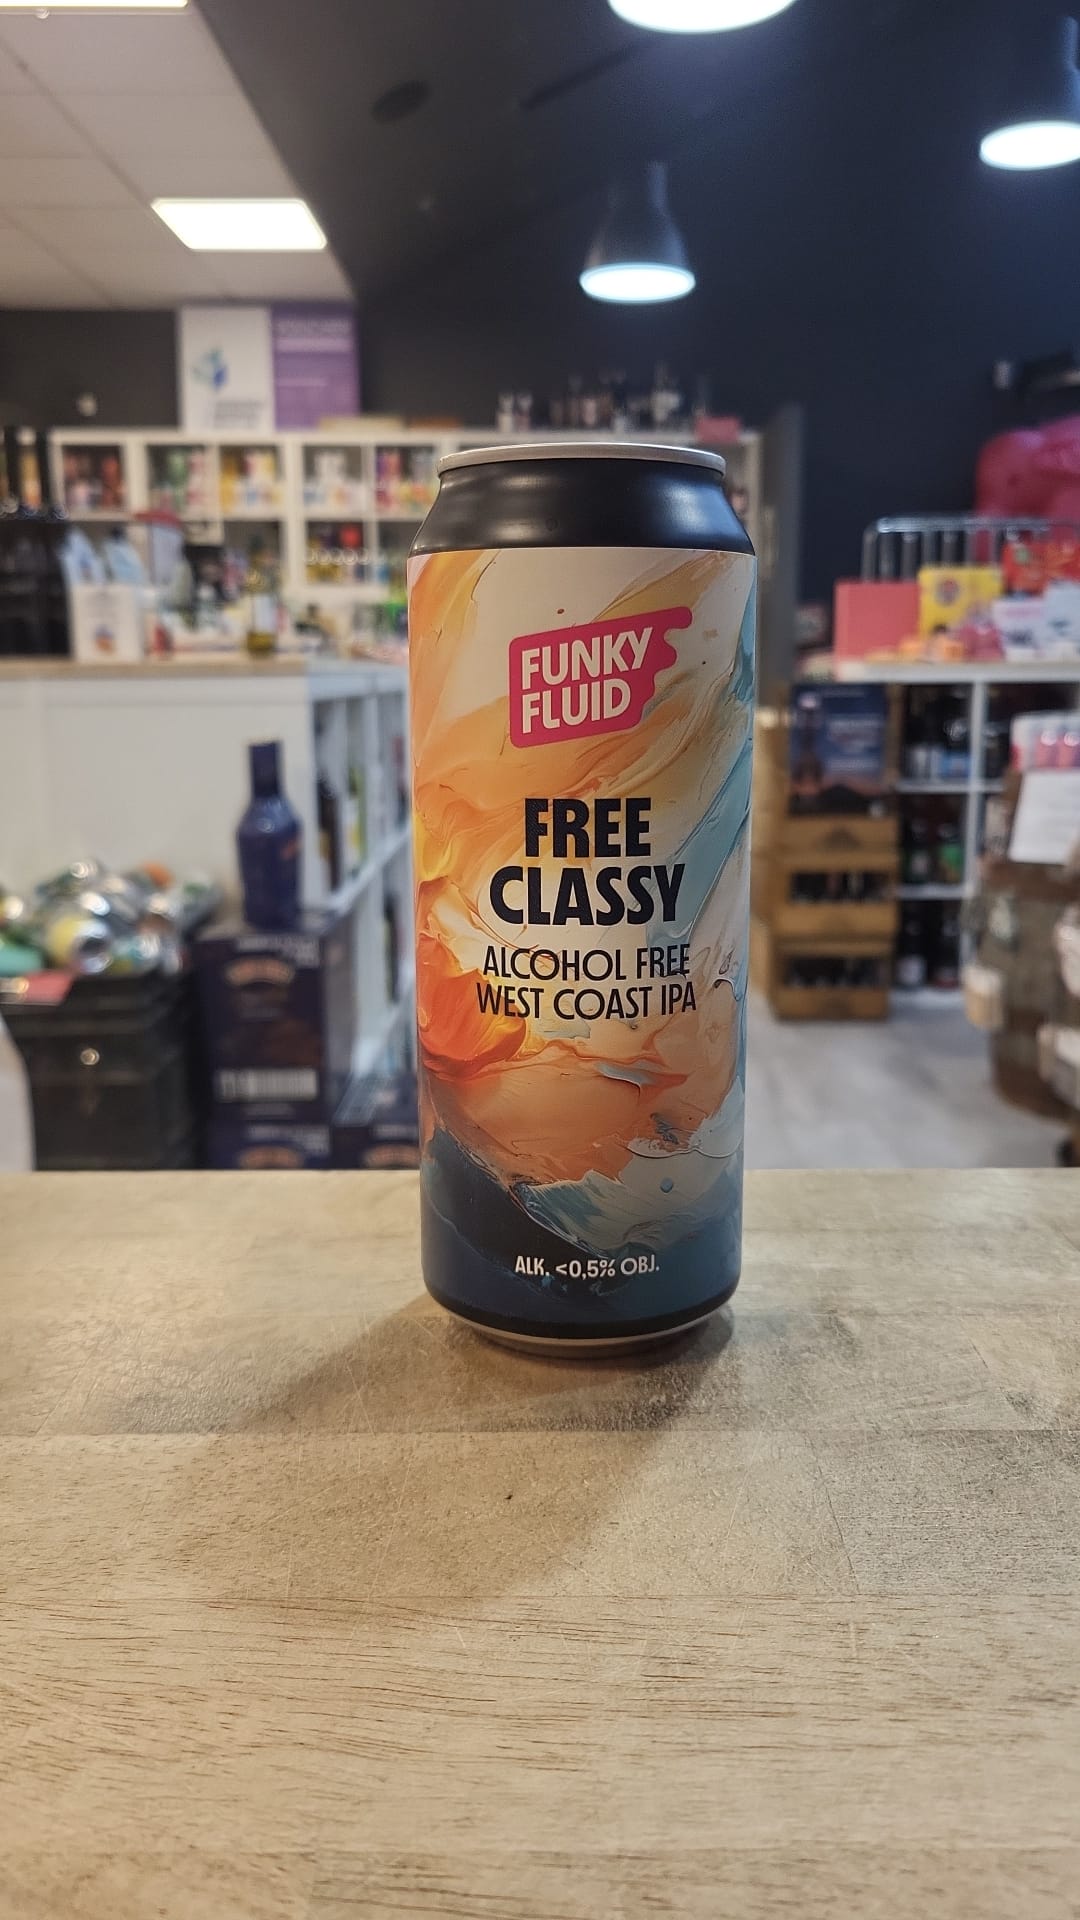 FUNKY
FLUID
FREE
CLASSY
ALCOHOL FREE
WEST COAST IPA
ALK. <0,5% OBJ.